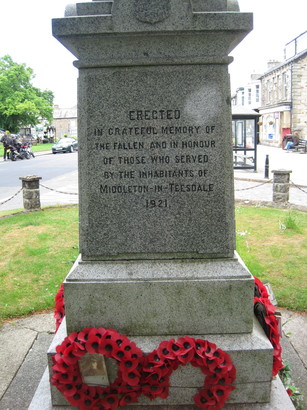 ERECTED
IN GRATEFUL MEMORY OF
THE FALLEN, AND IN HONOUR
OF THOSE WHO SERVED
BY THE INHABITANTS OF
MIDDLETON-IN-TEESDALE
1921